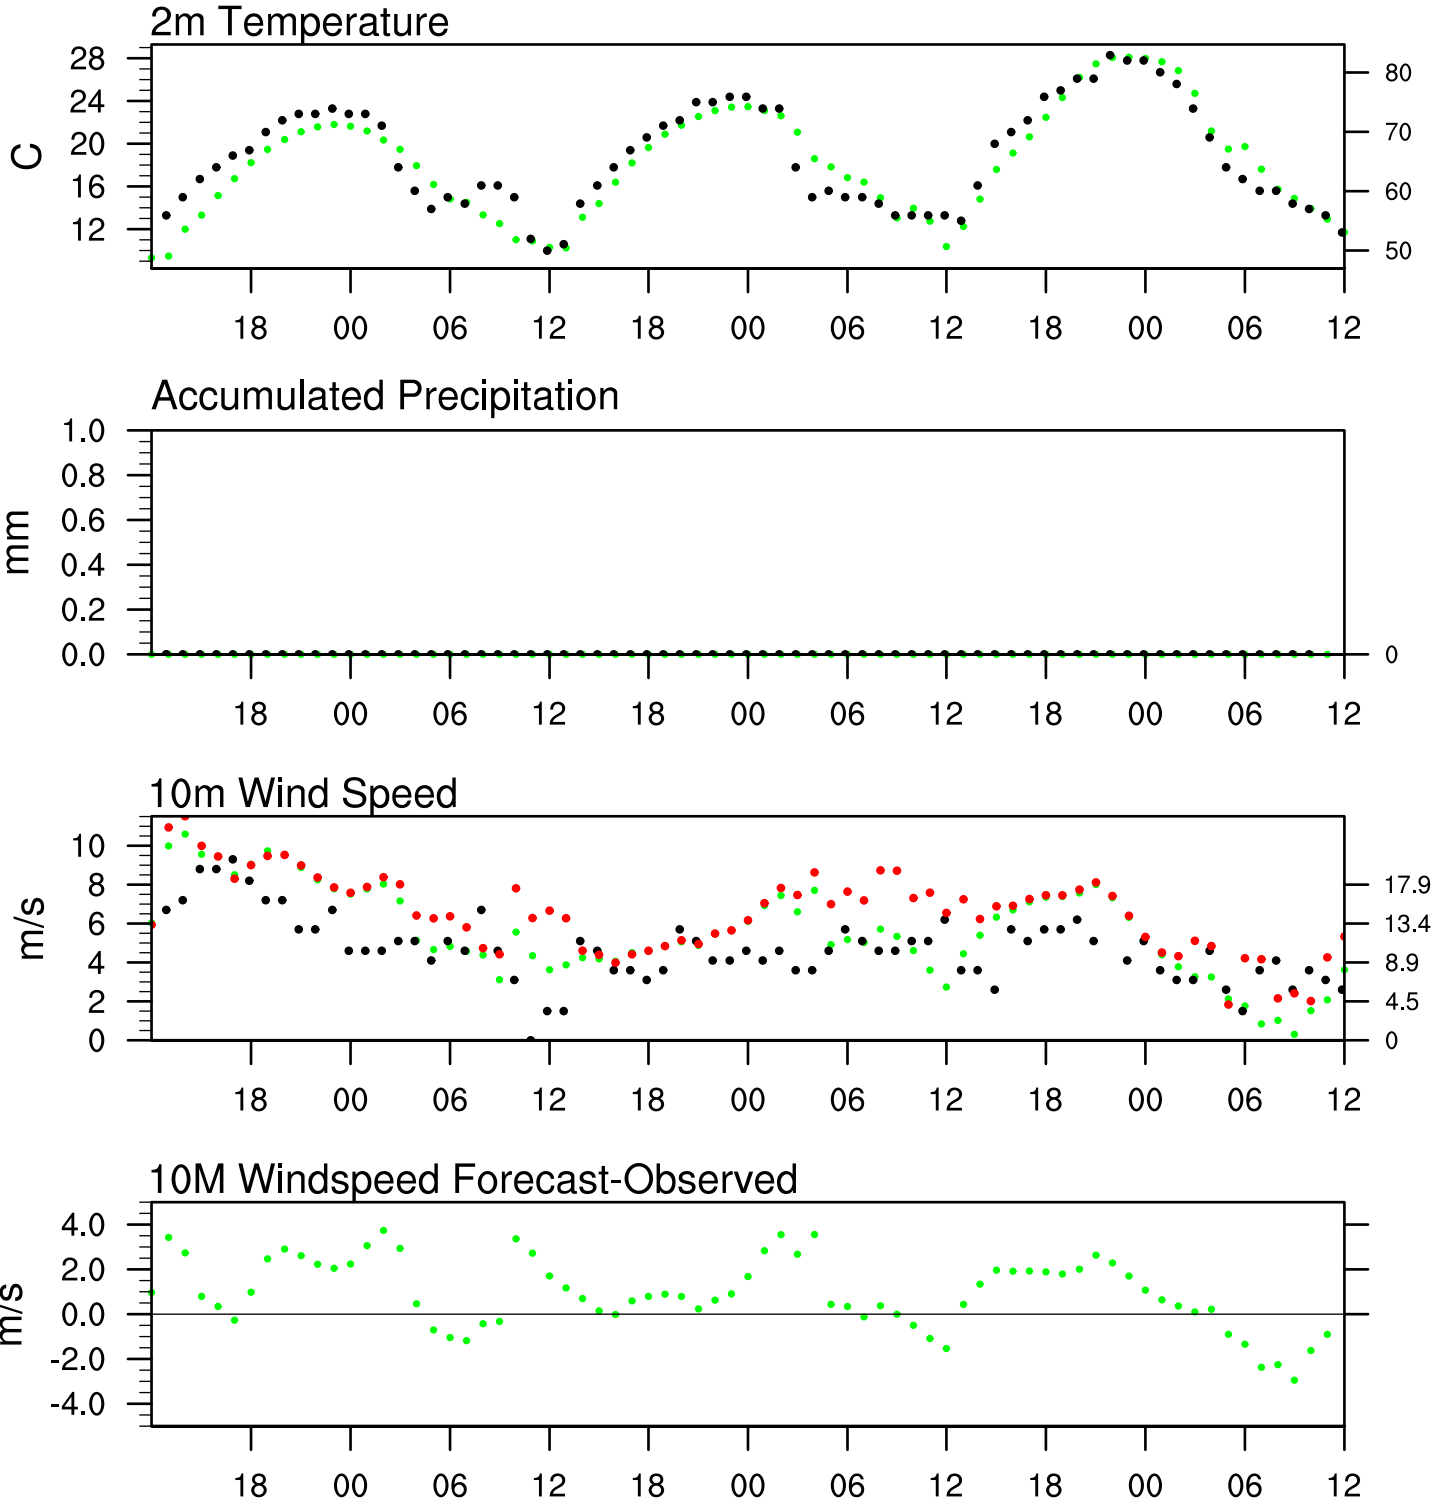 2m Temperature
28
24
20
16
12
C
80
70
60
50
18 00 06 12 18 00 06 12 18 00 06 12
Accumulated Precipitation
1.0
0.8
0.6
0.4
0.2
0.0
mm
0
18 00 06 12 18 00 06 12 18 00 06 12
10m Wind Speed
10
8
6
4
2
0
m/s
17.9
13.4
8.9
4.5
0
18 00 06 12 18 00 06 12 18 00 06 12
10M Windspeed Forecast-Observed
4.0
2.0
0.0
-2.0
-4.0
m/s
18 00 06 12 18 00 06 12 18 00 06 12